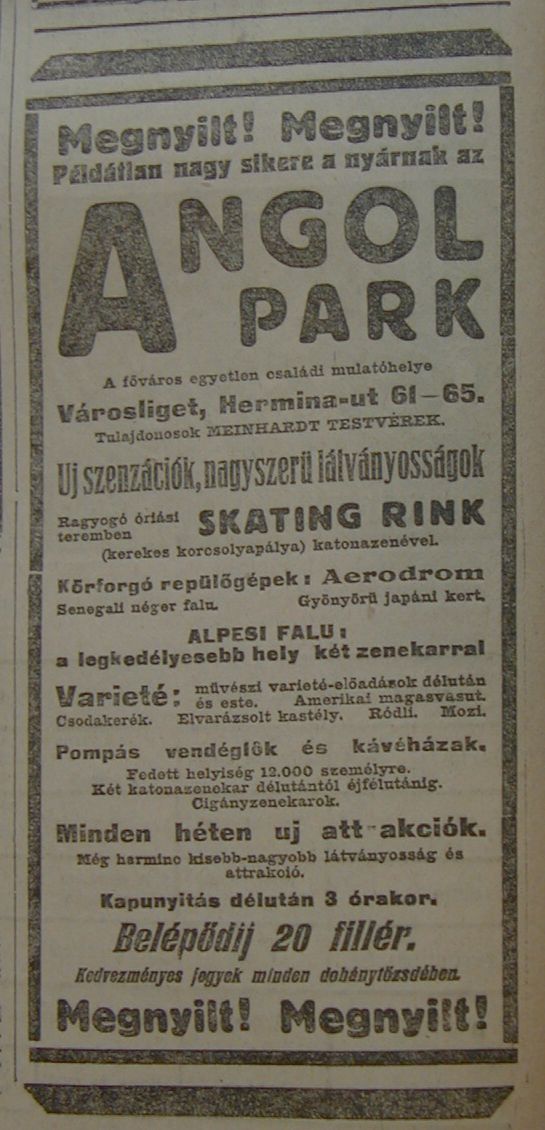 Megnyilt! Megnyilt!
Példátlan nagy sikere a nyárnak az
ANGOL
PARK
A főváros egyetlen családi mulatóhelye
Városliget, Hermina-ut 61–65.
Tulajdonosok MEINHARDT TESTVÉREK.
Uj szenzációk, nagyszerü látványosságok
Ragyogó óriási
teremben SKATING RINK
(kerekes korcsolyapálya) katonazenével.
Körforgó repülőgépek: Aerodrom
Senegali néger falu. Gyönyörü japáni kert.
ALPESI FALU:
a legkedélyesebb hely két zenekarral
Varieté: művészi varieté-előadások délután
és este. Amerikai magasvasut.
Csodakerék. Elvarázsolt kastély. Ródli. Mozi.
Pompás vendéglők és kávéházak.
Fedett helyiség 12.000 személyre.
Két katonazenekar délutántól éjfélutánig.
Cigányzenekarok.
Minden héten uj att akciók.
Még harminc kisebb-nagyobb látványosság és
attrakció.
Kapunyitás délután 3 órakor.
Belépődij 20 fillér.
Kedvezményes jegyek minden dohánytőzsdében.
Megnyilt! Megnyilt!